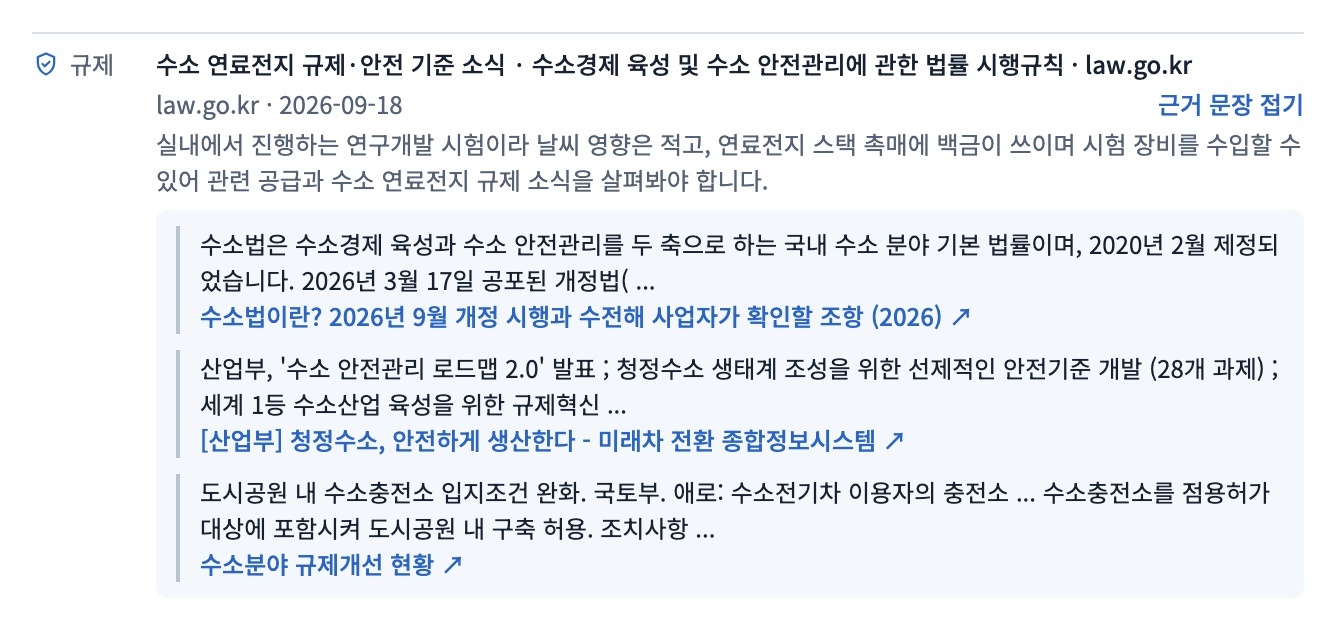 규제
수소 연료전지 규제·안전 기준 소식 · 수소경제 육성 및 수소 안전관리에 관한 법률 시행규칙 · law.go.kr
law.go.kr · 2026-09-18
근거 문장 접기
실내에서 진행하는 연구개발 시험이라 날씨 영향은 적고, 연료전지 스택 촉매에 백금이 쓰이며 시험 장비를 수입할 수
있어 관련 공급과 수소 연료전지 규제 소식을 살펴봐야 합니다.
수소법은 수소경제 육성과 수소 안전관리를 두 축으로 하는 국내 수소 분야 기본 법률이며, 2020년 2월 제정되
었습니다. 2026년 3월 17일 공포된 개정법( ...
수소법이란? 2026년 9월 개정 시행과 수전해 사업자가 확인할 조항 (2026) ↗
산업부, '수소 안전관리 로드맵 2.0' 발표 ; 청정수소 생태계 조성을 위한 선제적인 안전기준 개발 (28개 과제) ;
세계 1등 수소산업 육성을 위한 규제혁신 ...
[산업부] 청정수소, 안전하게 생산한다 - 미래차 전환 종합정보시스템 ↗
도시공원 내 수소충전소 입지조건 완화. 국토부. 애로: 수소전기차 이용자의 충전소 ... 수소충전소를 점용허가
대상에 포함시켜 도시공원 내 구축 허용. 조치사항 ...
수소분야 규제개선 현황 ↗